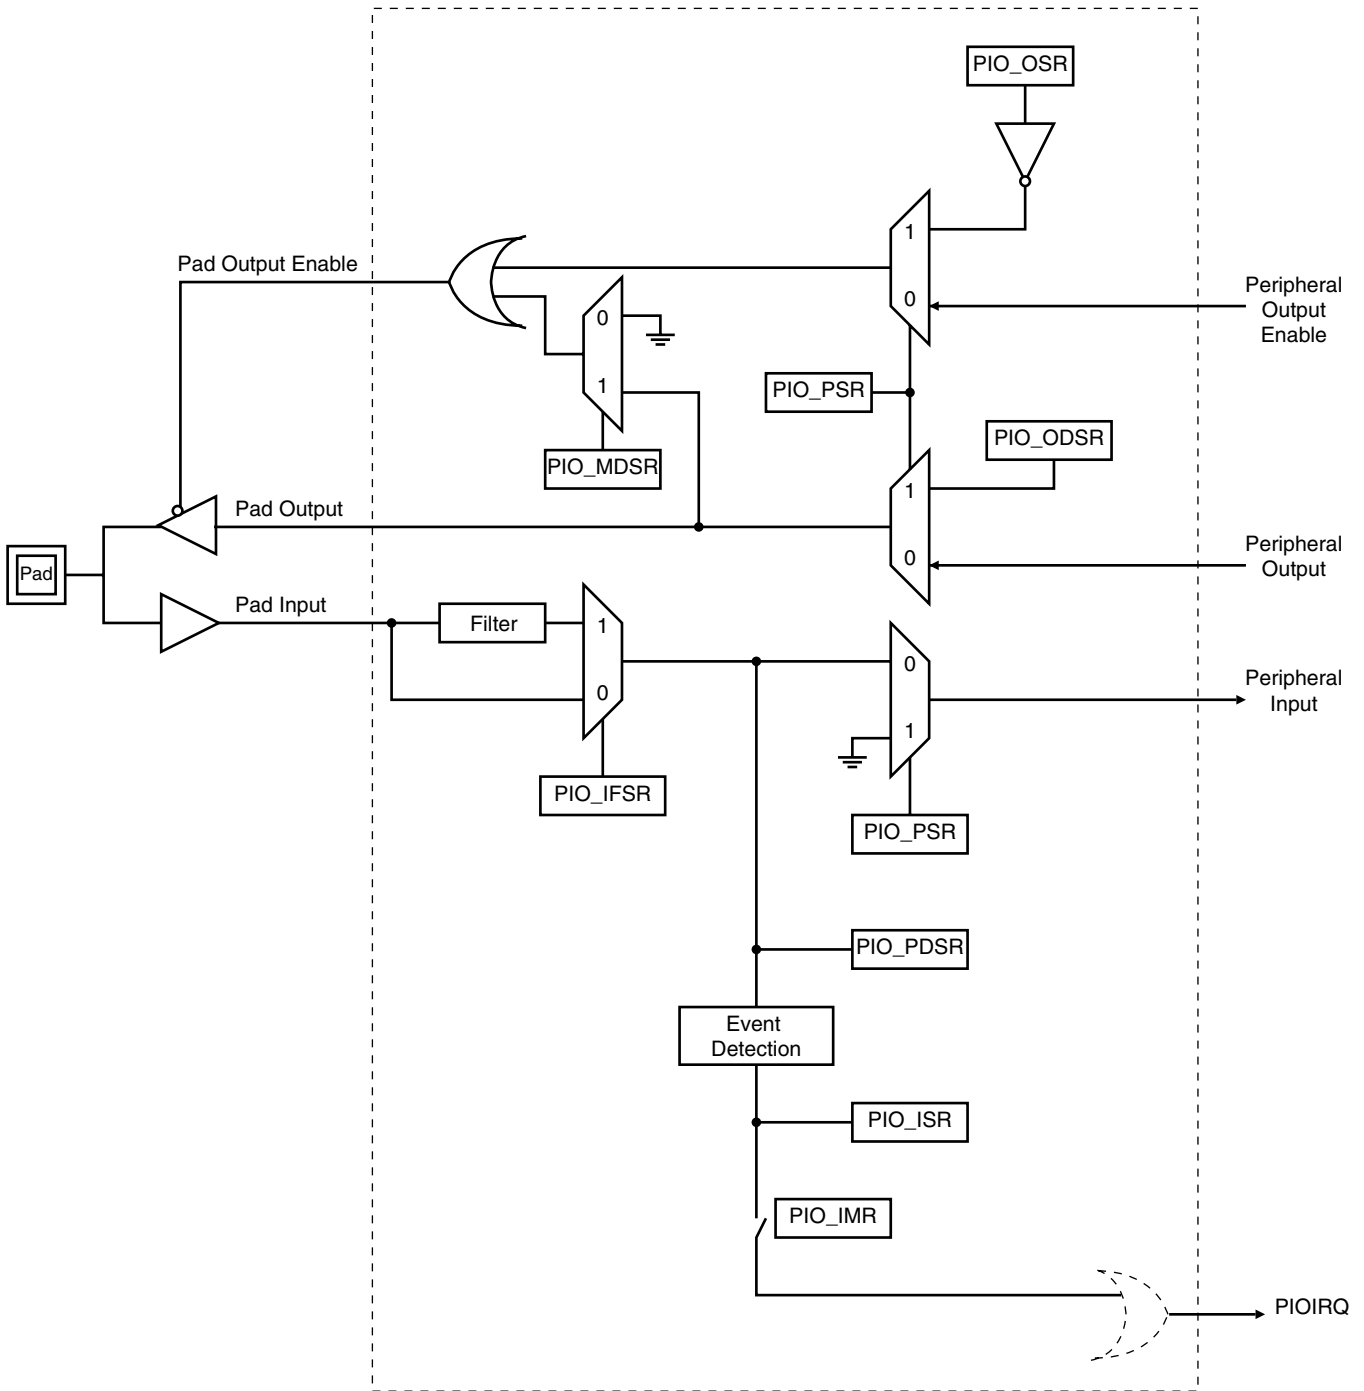 PIO_OSR
1
Pad Output Enable
0
Peripheral
Output
Enable
0
1
PIO_PSR
PIO_MDSR
PIO_ODSR
1
Pad Output
0
Peripheral
Output
Pad
Pad Input
Filter
1
0
0
1
Peripheral
Input
PIO_IFSR
PIO_PSR
PIO_PDSR
Event
Detection
PIO_ISR
PIO_IMR
PIOIRQ